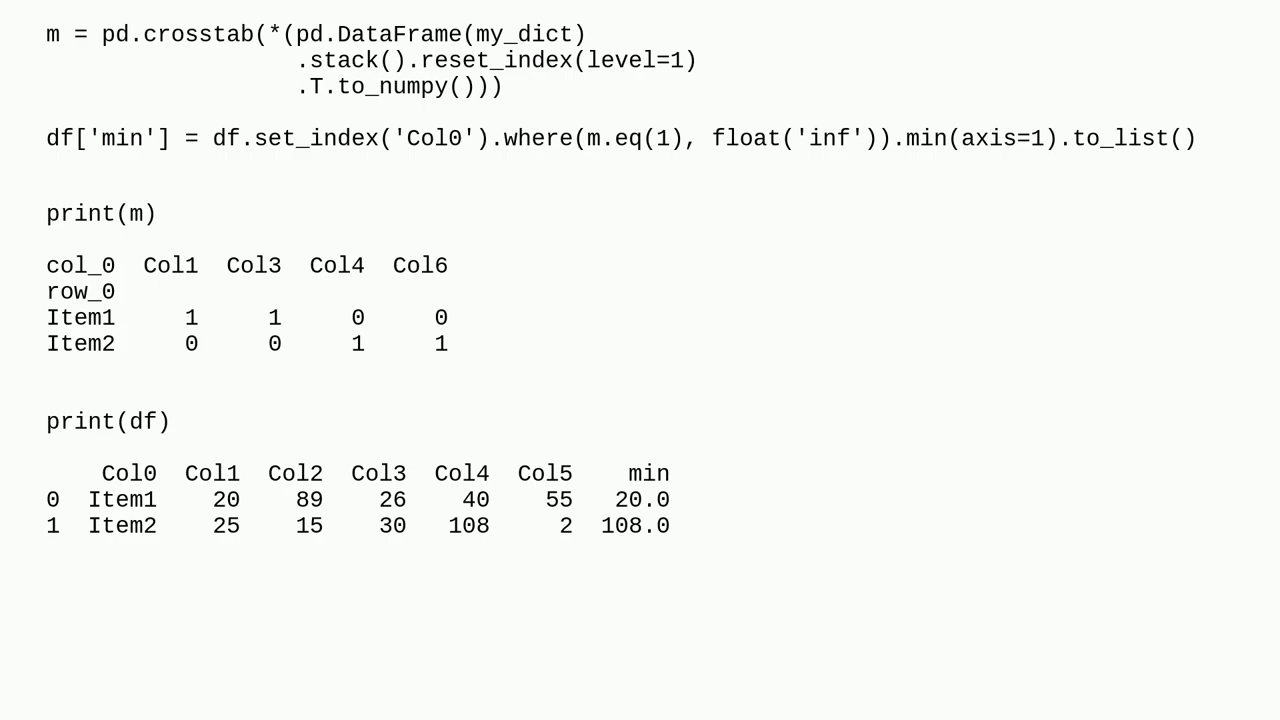 m = pd.crosstab(*(pd.DataFrame(my_dict)
                  .stack().reset_index(level=1)
                  .T.to_numpy()))

df['min'] = df.set_index('Col0').where(m.eq(1), float('inf')).min(axis=1).to_list()

print(m)

col_0  Col1  Col3  Col4  Col6
row_0
Item1     1     1     0     0
Item2     0     0     1     1

print(df)

    Col0  Col1  Col2  Col3  Col4  Col5    min
0  Item1    20    89    26    40    55   20.0
1  Item2    25    15    30   108     2  108.0